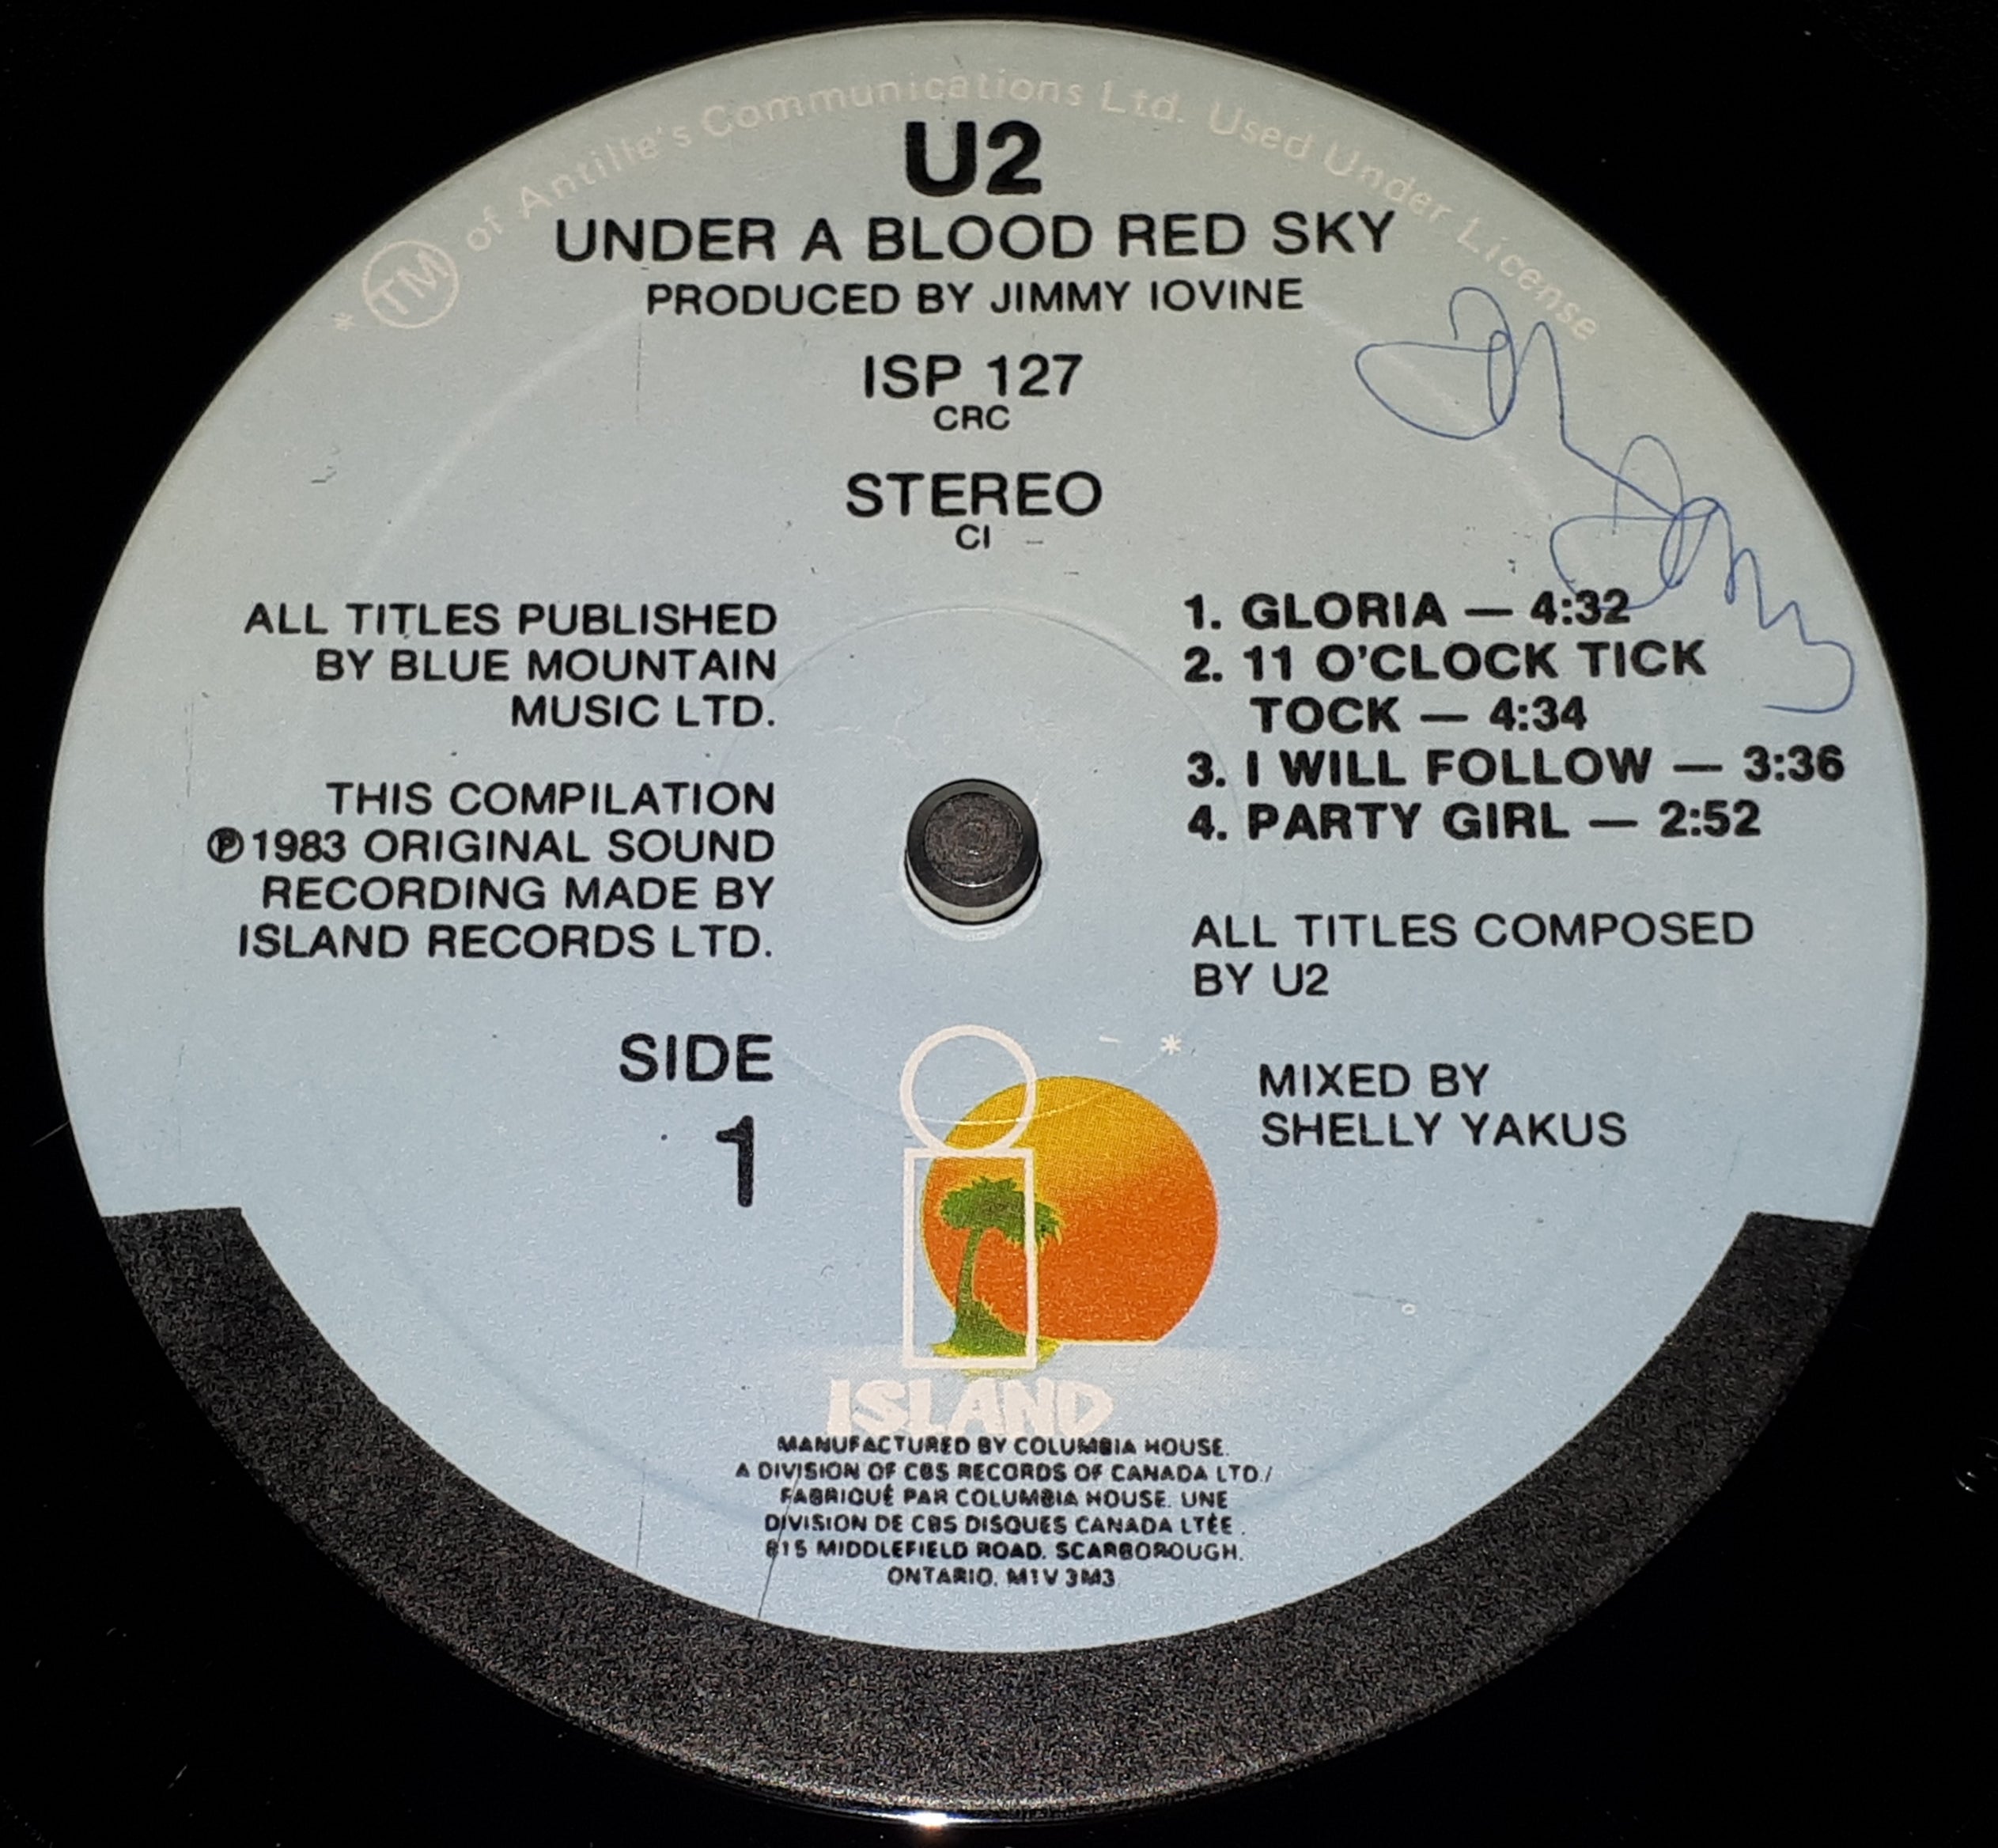 * TM of Antille's Communications Ltd. Used Under License
U2
UNDER A BLOOD RED SKY
PRODUCED BY JIMMY IOVINE
ISP 127
CRC
STEREO
CI
ALL TITLES PUBLISHED
BY BLUE MOUNTAIN
MUSIC LTD.
THIS COMPILATION
℗1983 ORIGINAL SOUND
RECORDING MADE BY
ISLAND RECORDS LTD.
SIDE
1
1. GLORIA — 4:32
2. 11 O'CLOCK TICK
TOCK — 4:34
3. I WILL FOLLOW — 3:36
4. PARTY GIRL — 2:52
ALL TITLES COMPOSED
BY U2
MIXED BY
SHELLY YAKUS
*
ISLAND
MANUFACTURED BY COLUMBIA HOUSE.
A DIVISION OF CBS RECORDS OF CANADA LTD./
FABRIQUÉ PAR COLUMBIA HOUSE. UNE
DIVISION DE CBS DISQUES CANADA LTÉE.
815 MIDDLEFIELD ROAD. SCARBOROUGH.
ONTARIO. M1V 3M3